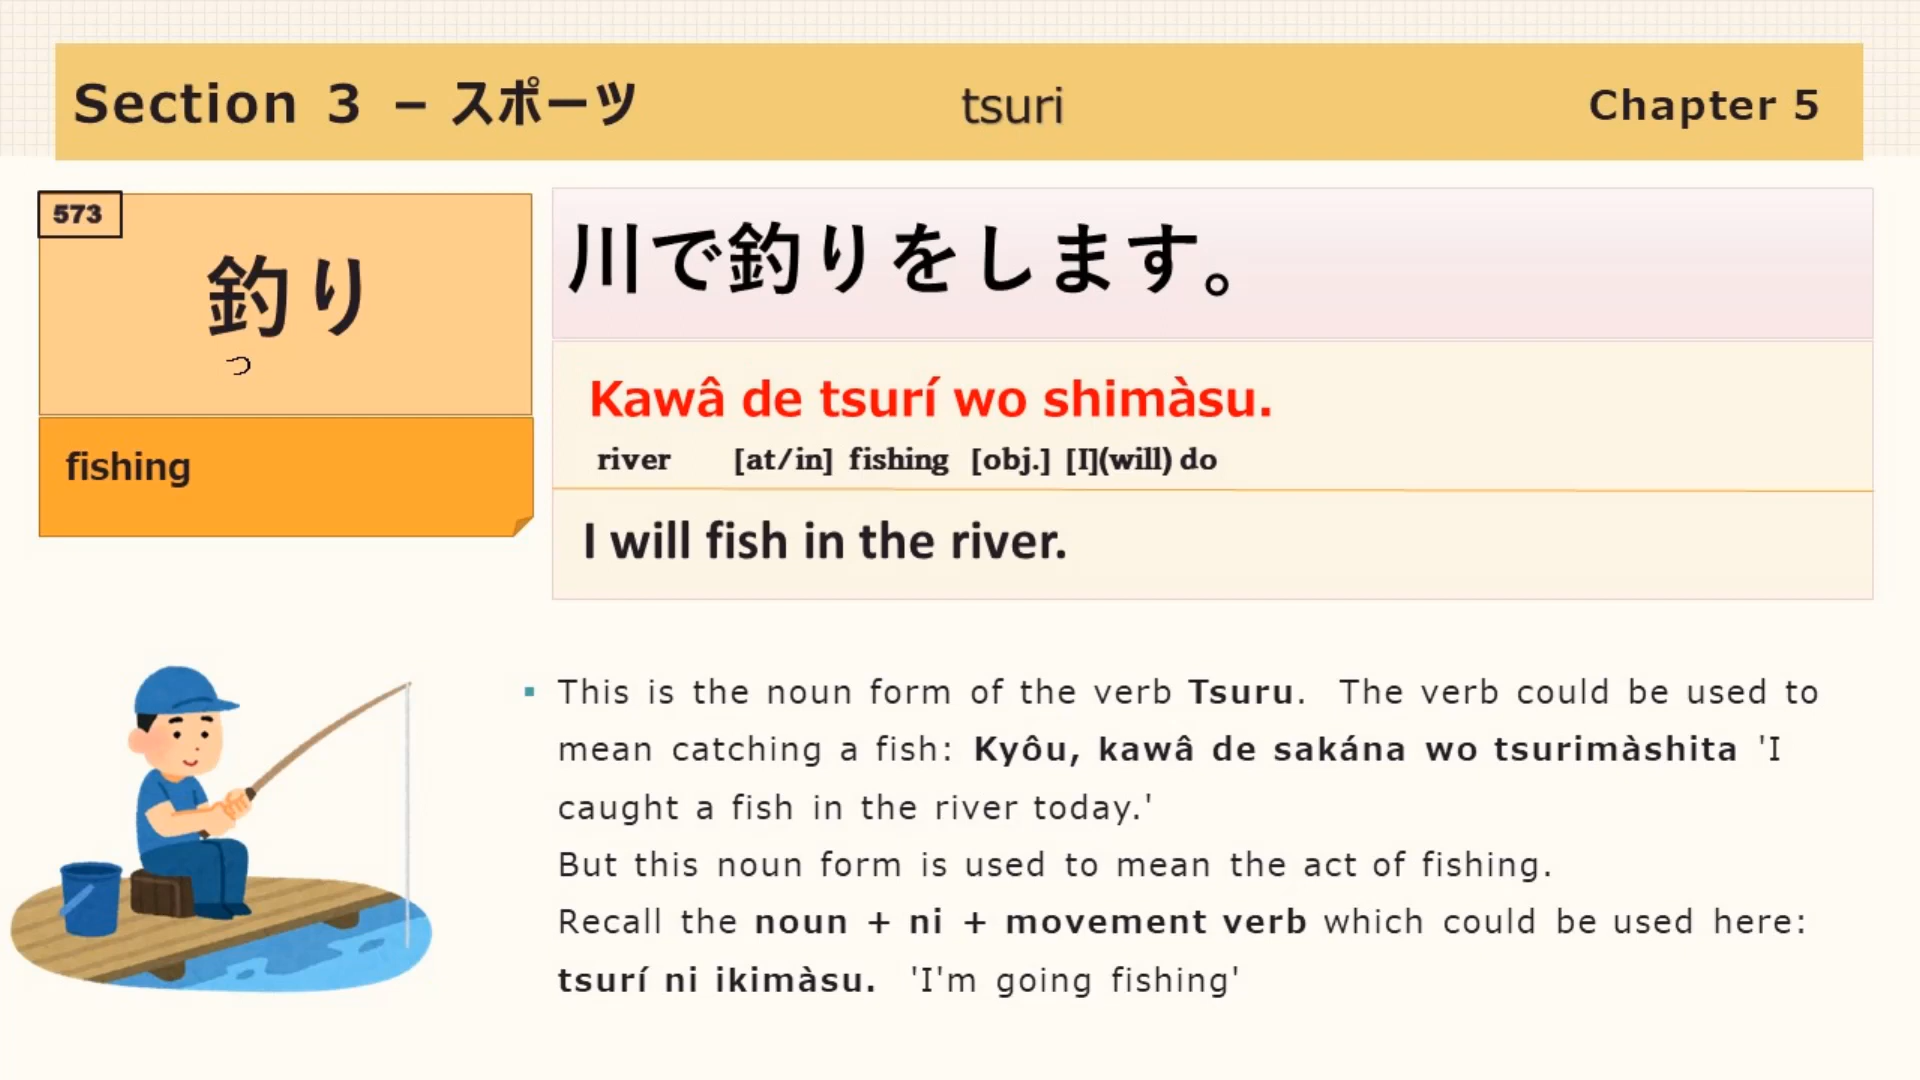 Section 3 – スポーツ tsuri Chapter 5
573
釣り
つ
fishing
川で釣りをします。
Kawâ de tsurí wo shimàsu.
river [at/in] fishing [obj.] [I](will) do
I will fish in the river.
▪ This is the noun form of the verb Tsuru. The verb could be used to
mean catching a fish: Kyôu, kawâ de sakána wo tsurimàshita 'I
caught a fish in the river today.'
But this noun form is used to mean the act of fishing.
Recall the noun + ni + movement verb which could be used here:
tsurí ni ikimàsu. 'I'm going fishing'